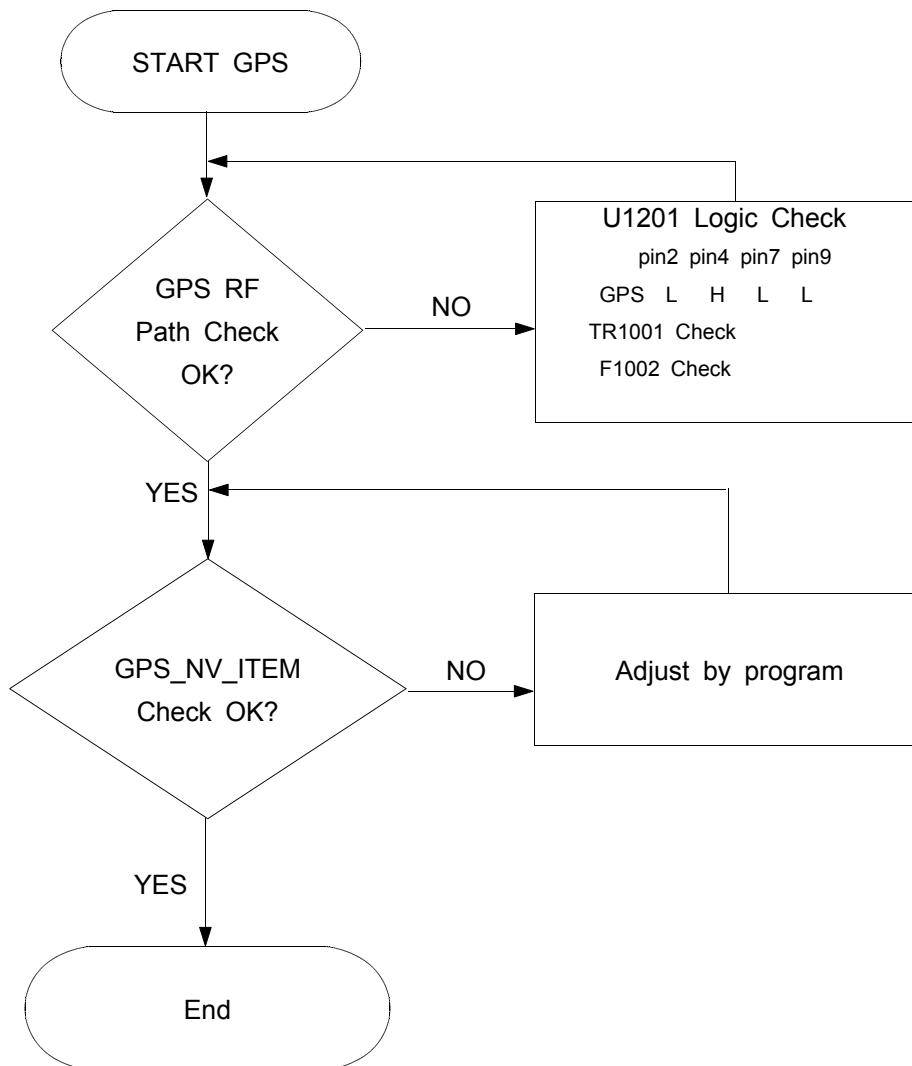 START GPS
GPS RF
Path Check
OK?
NO
U1201 Logic Check
pin2 pin4 pin7 pin9
GPS L H L L
TR1001 Check
F1002 Check
YES
GPS_NV_ITEM
Check OK?
NO
Adjust by program
YES
End